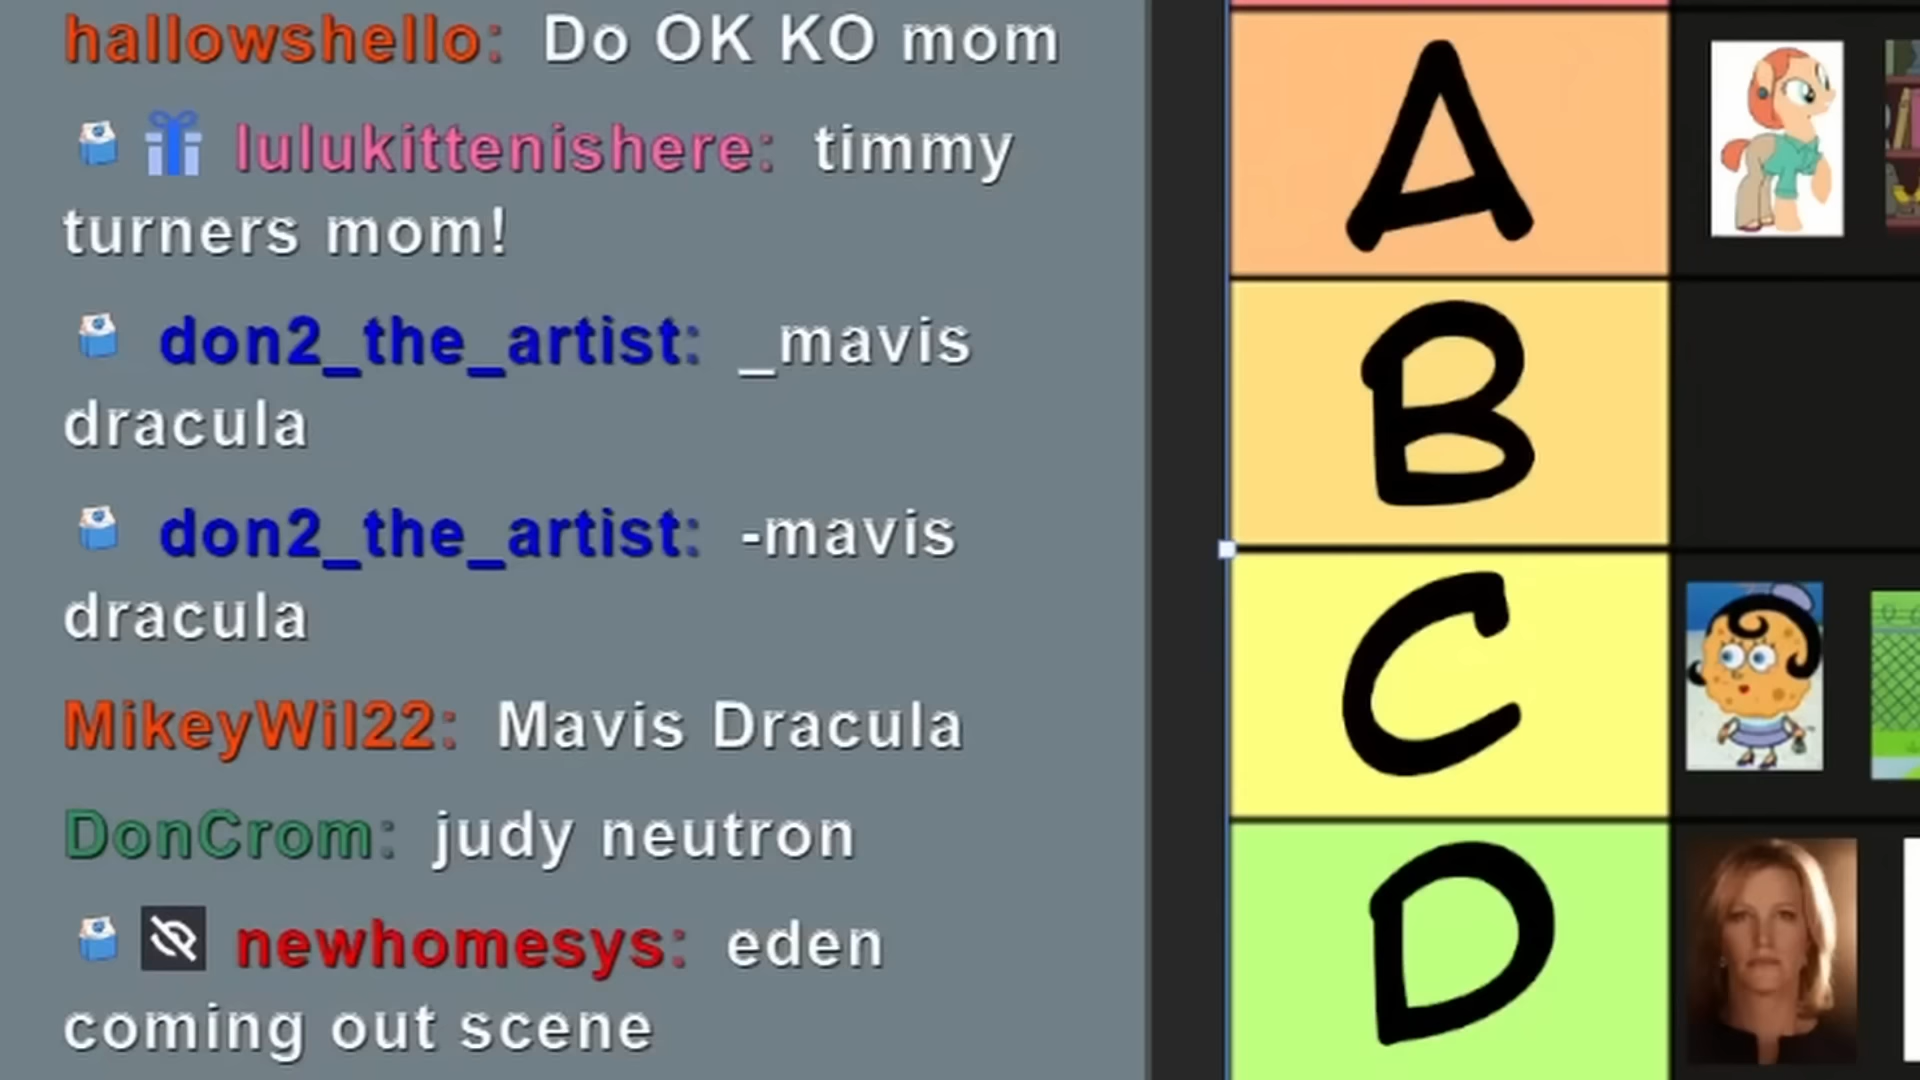 hallowshello: Do OK KO mom
lulukittenishere: timmy
turners mom!
don2_the_artist: _mavis
dracula
don2_the_artist: -mavis
dracula
MikeyWil22: Mavis Dracula
DonCrom: judy neutron
newhomesys: eden
coming out scene
A
B
C
D